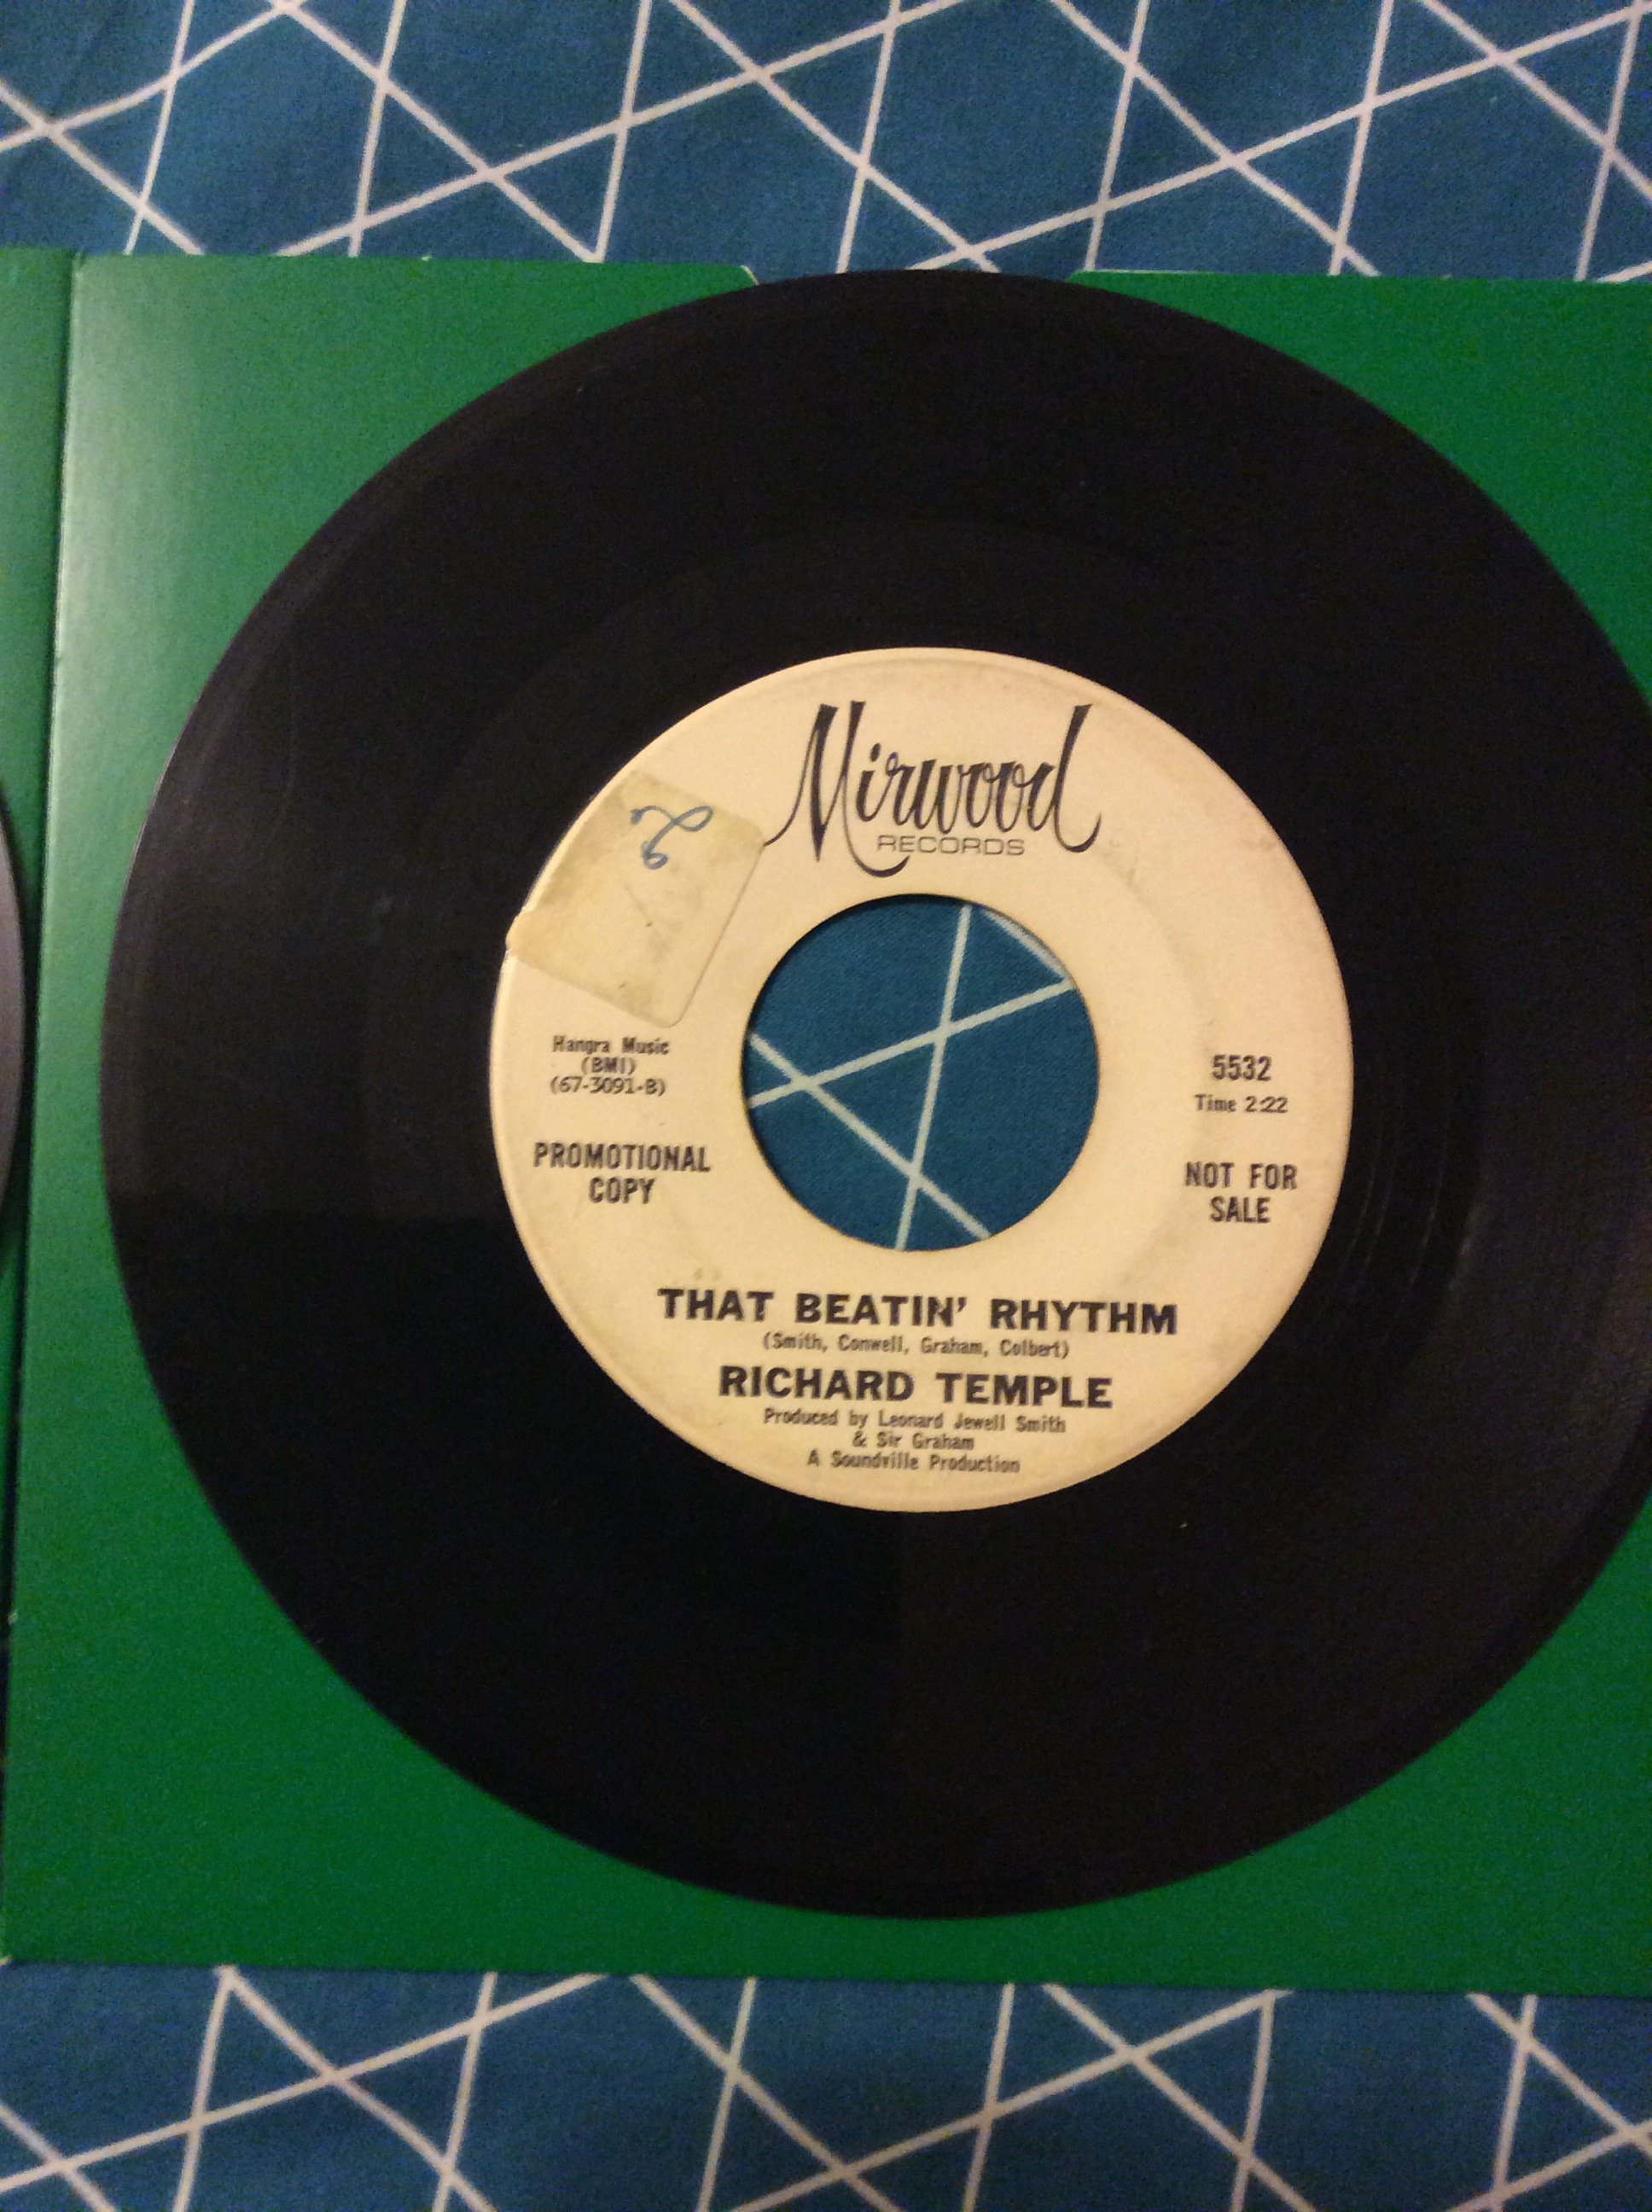 Mirwood
RECORDS
Hangra Music
(BMI)
(67-3091-B)
PROMOTIONAL
COPY
5532
Time 2:22
NOT FOR
SALE
THAT BEATIN' RHYTHM
(Smith, Conwell, Graham, Colbert)
RICHARD TEMPLE
Produced by Leonard Jewell Smith
& Sir Graham
A Soundville Production